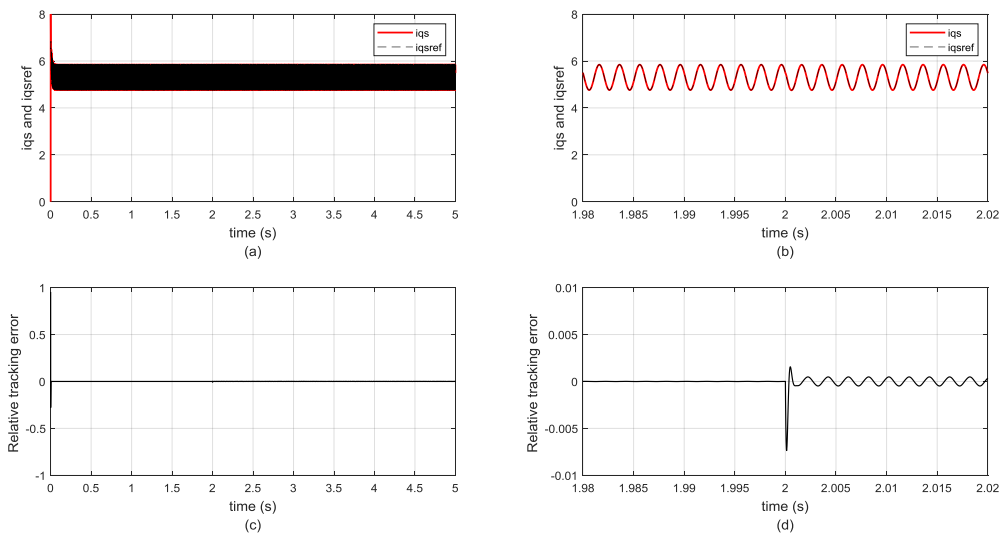 8
6
4
2
0
iqs and iqsref
iqs
iqsref
0 0.5 1 1.5 2 2.5 3 3.5 4 4.5 5
time (s)
(a)
8
6
4
2
0
iqs and iqsref
iqs
iqsref
1.98 1.985 1.99 1.995 2 2.005 2.01 2.015 2.02
time (s)
(b)
1
0.5
0
-0.5
-1
Relative tracking error
0 0.5 1 1.5 2 2.5 3 3.5 4 4.5 5
time (s)
(c)
0.01
0.005
0
-0.005
-0.01
Relative tracking error
1.98 1.985 1.99 1.995 2 2.005 2.01 2.015 2.02
time (s)
(d)